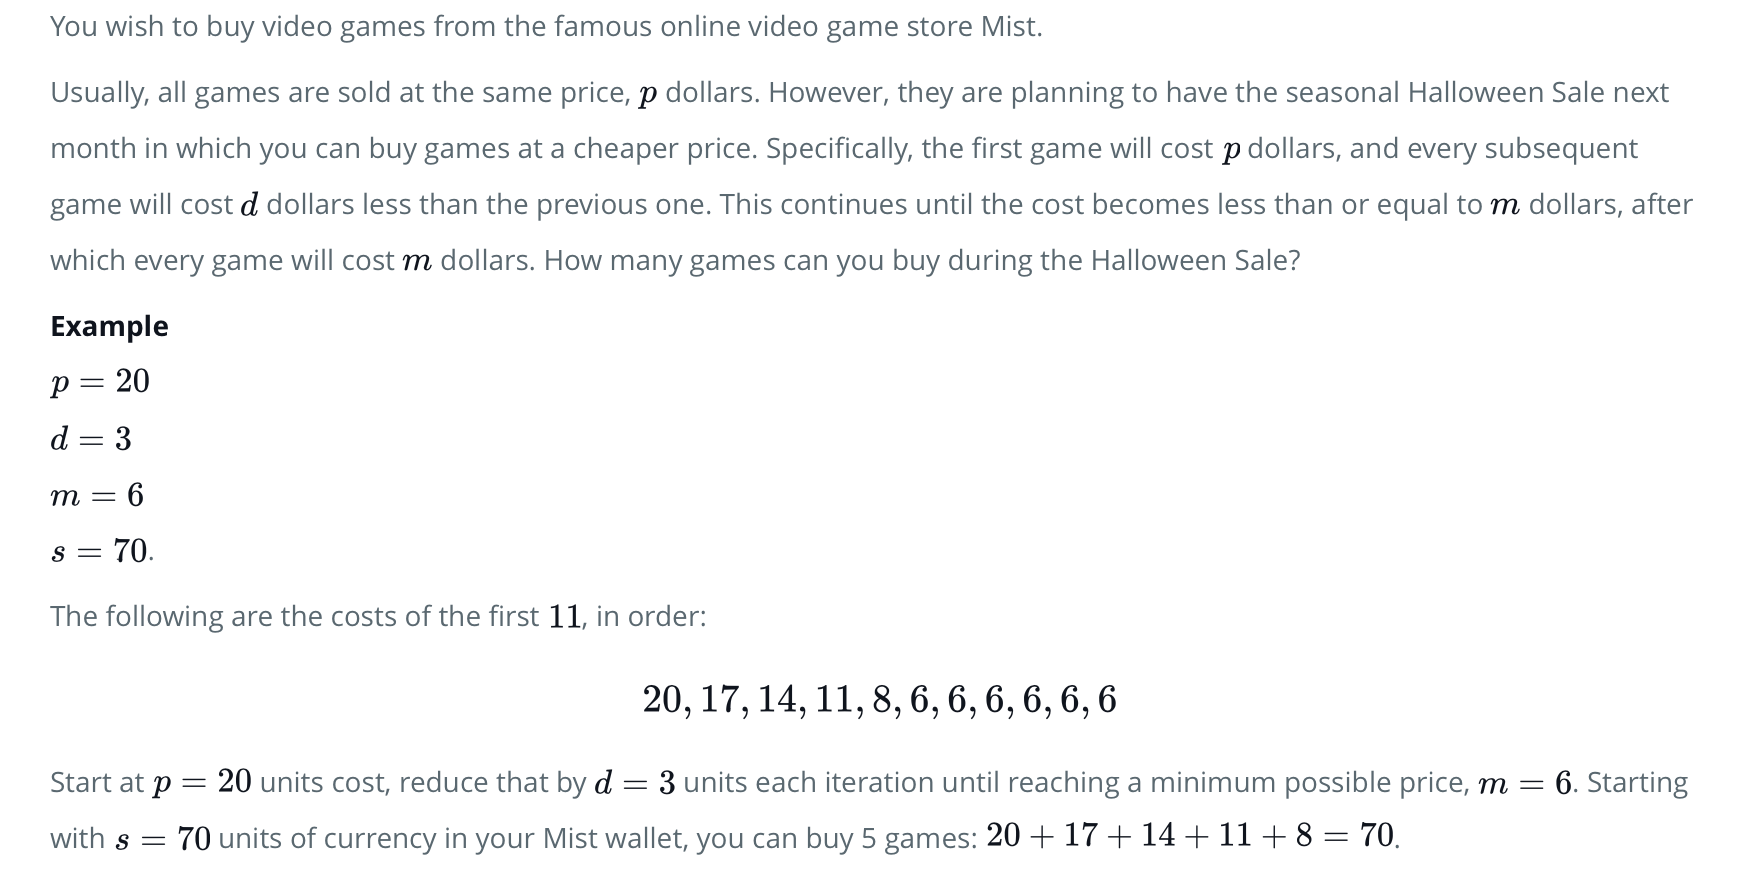 You wish to buy video games from the famous online video game store Mist.
Usually, all games are sold at the same price, p dollars. However, they are planning to have the seasonal Halloween Sale next
month in which you can buy games at a cheaper price. Specifically, the first game will cost p dollars, and every subsequent
game will cost d dollars less than the previous one. This continues until the cost becomes less than or equal to m dollars, after
which every game will cost m dollars. How many games can you buy during the Halloween Sale?
Example
p = 20
d = 3
m = 6
s = 70.
The following are the costs of the first 11, in order:
20, 17, 14, 11, 8, 6, 6, 6, 6, 6, 6
Start at p = 20 units cost, reduce that by d = 3 units each iteration until reaching a minimum possible price, m = 6. Starting
with s = 70 units of currency in your Mist wallet, you can buy 5 games: 20 + 17 + 14 + 11 + 8 = 70.